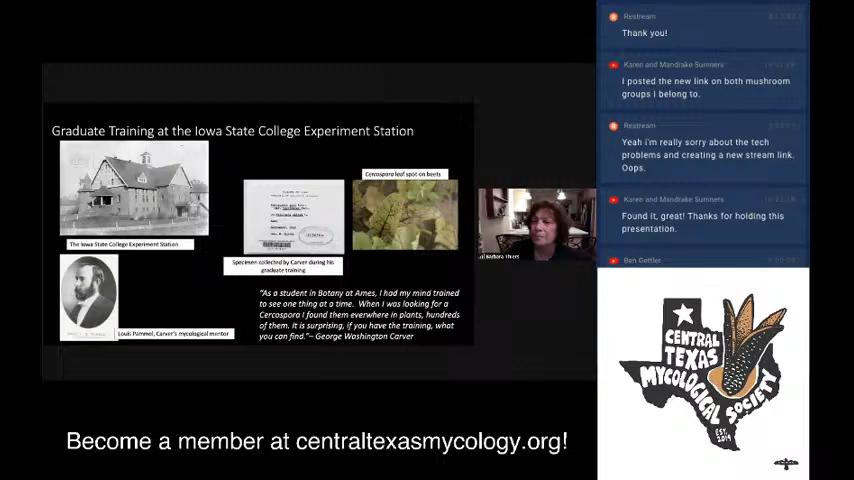 Graduate Training at the Iowa State College Experiment Station
The Iowa State College Experiment Station
Louis Pammel, Carver's mycological mentor
Specimen collected by Carver during his
graduate training
Cercospora leaf spot on beets
"As a student in Botany at Ames, I had my mind trained
to see one thing at a time. When I was looking for a
Cercospora I found them everwhere in plants, hundreds
of them. It is surprising, if you have the training, what
you can find."– George Washington Carver
Barbara Thiers
Become a member at centraltexasmycology.org!
Restream
Thank you!
Karen and Mandrake Sumners
I posted the new link on both mushroom
groups I belong to.
Restream
Yeah i'm really sorry about the tech
problems and creating a new stream link.
Oops.
Karen and Mandrake Sumners
Found it, great! Thanks for holding this
presentation.
Ben Gettler
CENTRAL
TEXAS
MYCOLOGICAL
SOCIETY
EST.
2019